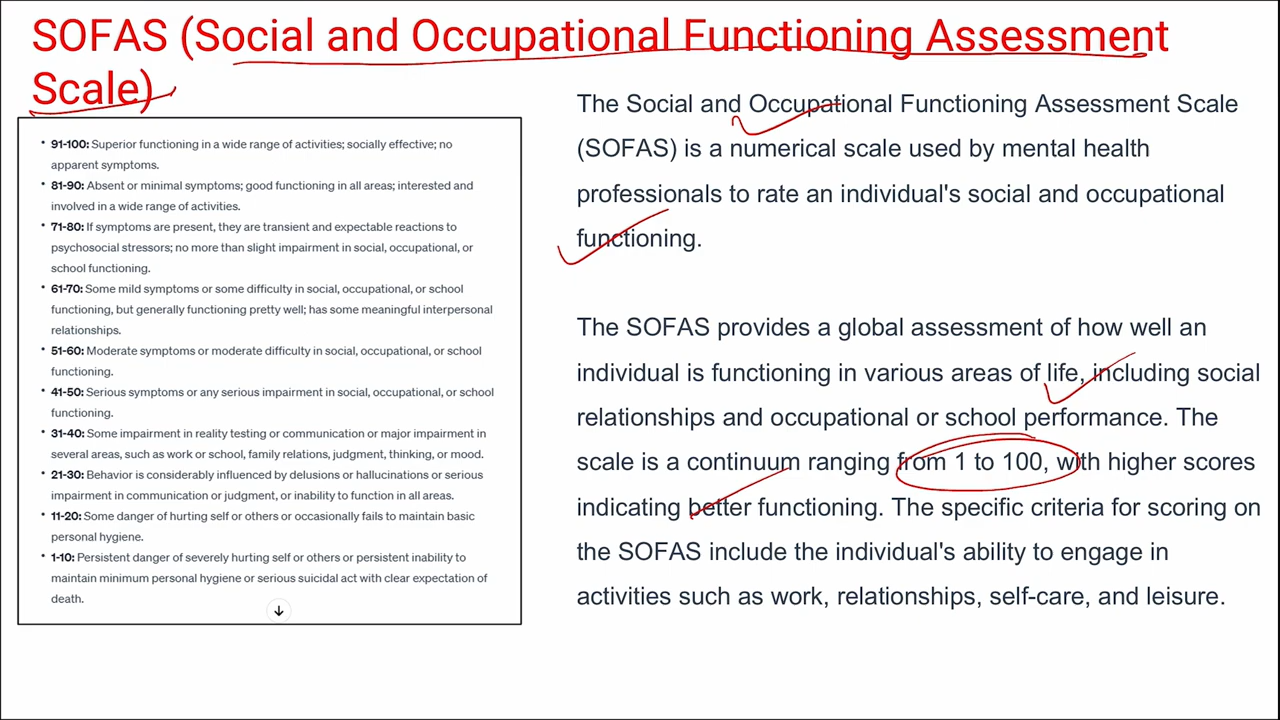 SOFAS (Social and Occupational Functioning Assessment
Scale)
• 91-100: Superior functioning in a wide range of activities; socially effective; no
apparent symptoms.
• 81-90: Absent or minimal symptoms; good functioning in all areas; interested and
involved in a wide range of activities.
• 71-80: If symptoms are present, they are transient and expectable reactions to
psychosocial stressors; no more than slight impairment in social, occupational, or
school functioning.
• 61-70: Some mild symptoms or some difficulty in social, occupational, or school
functioning, but generally functioning pretty well; has some meaningful interpersonal
relationships.
• 51-60: Moderate symptoms or moderate difficulty in social, occupational, or school
functioning.
• 41-50: Serious symptoms or any serious impairment in social, occupational, or school
functioning.
• 31-40: Some impairment in reality testing or communication or major impairment in
several areas, such as work or school, family relations, judgment, thinking, or mood.
• 21-30: Behavior is considerably influenced by delusions or hallucinations or serious
impairment in communication or judgment, or inability to function in all areas.
• 11-20: Some danger of hurting self or others or occasionally fails to maintain basic
personal hygiene.
• 1-10: Persistent danger of severely hurting self or others or persistent inability to
maintain minimum personal hygiene or serious suicidal act with clear expectation of
death.
The Social and Occupational Functioning Assessment Scale
(SOFAS) is a numerical scale used by mental health
professionals to rate an individual's social and occupational
functioning.
The SOFAS provides a global assessment of how well an
individual is functioning in various areas of life, including social
relationships and occupational or school performance. The
scale is a continuum ranging from 1 to 100, with higher scores
indicating better functioning. The specific criteria for scoring on
the SOFAS include the individual's ability to engage in
activities such as work, relationships, self-care, and leisure.